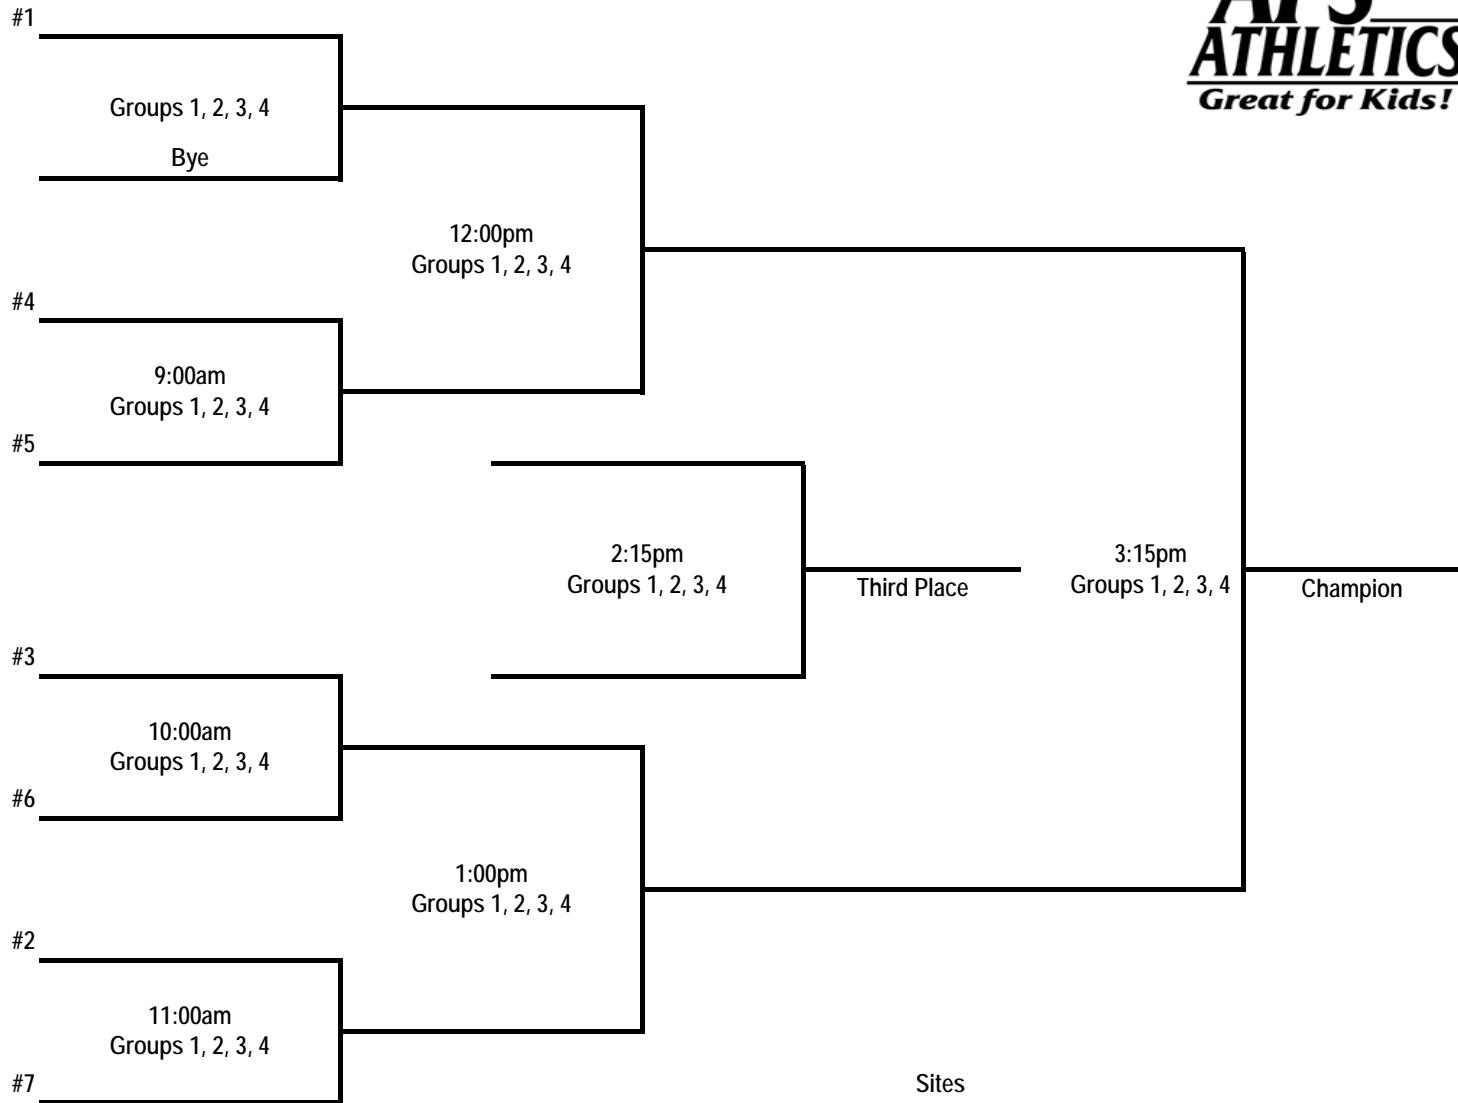 #1
APS
ATHLETICS
Great for Kids!
Groups 1, 2, 3, 4
Bye
12:00pm
Groups 1, 2, 3, 4
#4
9:00am
Groups 1, 2, 3, 4
#5
2:15pm
Groups 1, 2, 3, 4
Third Place
3:15pm
Groups 1, 2, 3, 4
Champion
#3
10:00am
Groups 1, 2, 3, 4
#6
1:00pm
Groups 1, 2, 3, 4
#2
11:00am
Groups 1, 2, 3, 4
#7
Sites